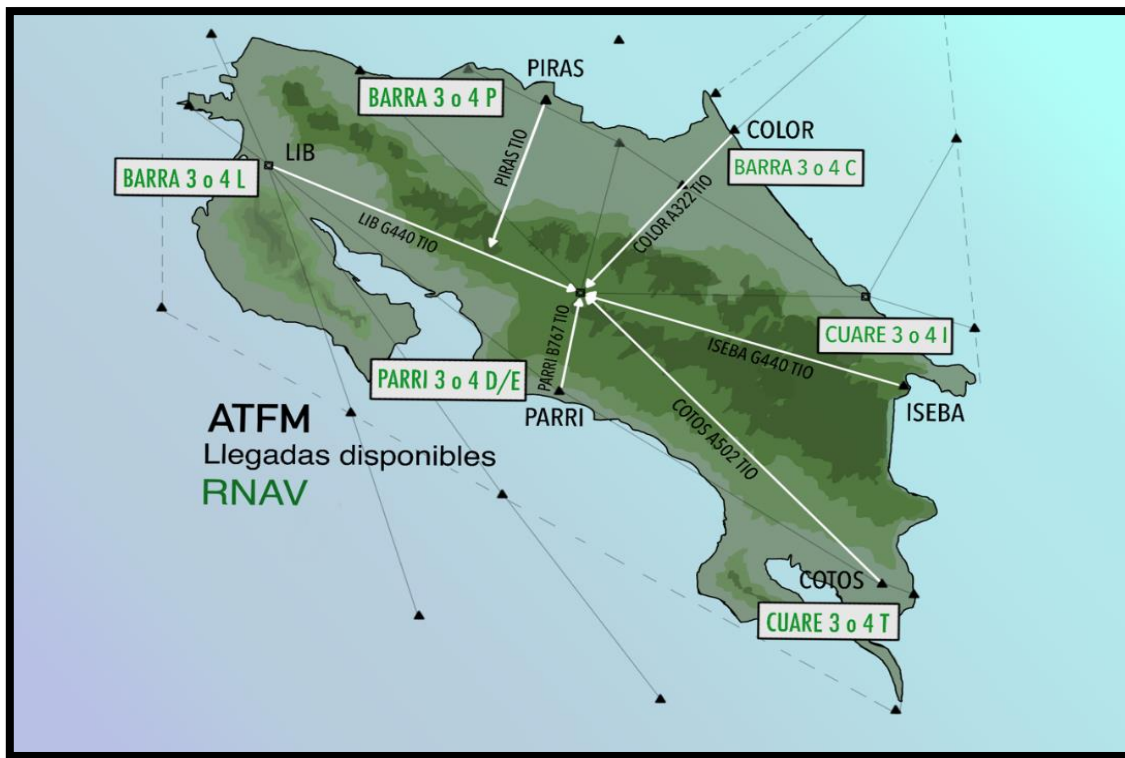 PIRAS
BARRA 3 o 4 P
COLOR
PIRAS TIO
LIB
BARRA 3 o 4 C
BARRA 3 o 4 L
COLOR A322 TIO
LIB G440 TIO
CUARE 3 o 4 I
PARRI B767 TIO
ISEBA G440 TIO
PARRI 3 o 4 D/E
ISEBA
PARRI
ATFM
COTOS A502 TIO
Llegadas disponibles
RNAV
COTOS
CUARE 3 o 4 T